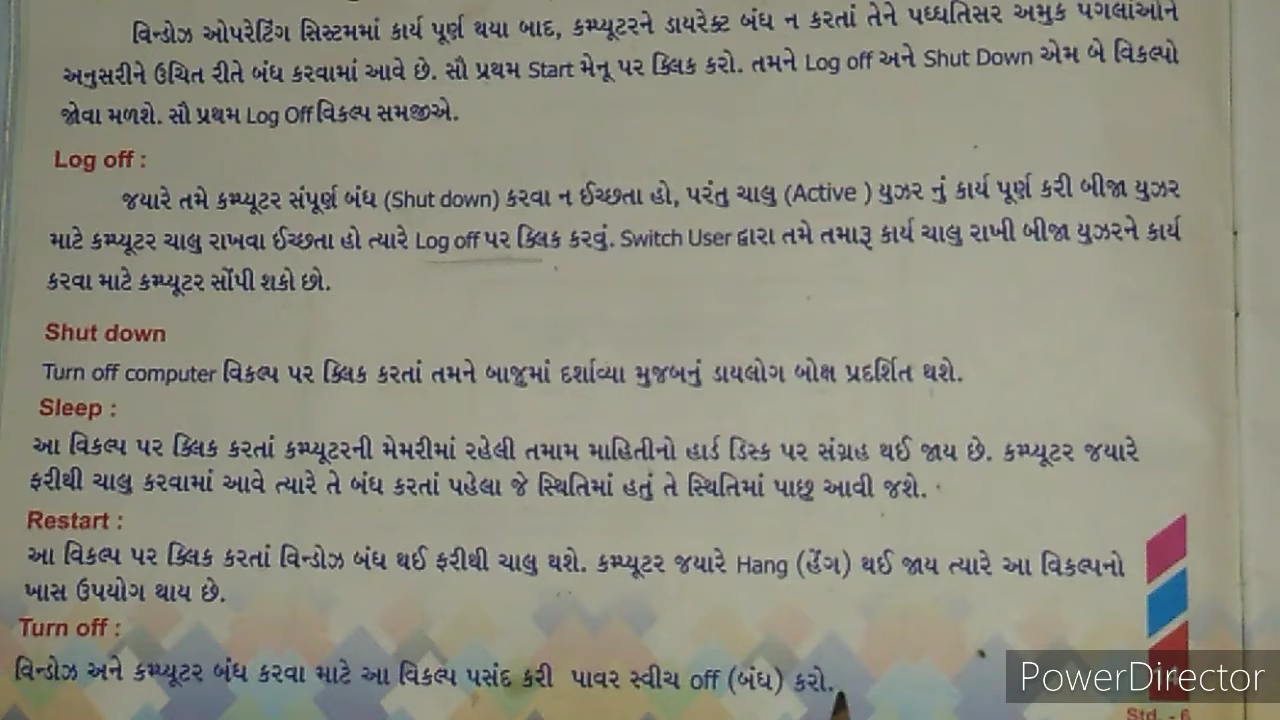 વિન્ડોઝ ઓપરેટિંગ સિસ્ટમમાં કાર્ય પૂર્ણ થયા બાદ, કમ્પ્યૂટરને ડાયરેક્ટ બંધ ન કરતાં તેને પધ્ધતિસર અમુક પગલાંઓને
અનુસરીને ઉચિત રીતે બંધ કરવામાં આવે છે. સૌ પ્રથમ Start મેનૂ પર ક્લિક કરો. તમને Log off અને Shut Down એમ બે વિકલ્પો
જોવા મળશે. સૌ પ્રથમ Log Off વિકલ્પ સમજીએ.
Log off :
જયારે તમે કમ્પ્યૂટર સંપૂર્ણ બંધ (Shut down) કરવા ન ઈચ્છતા હો, પરંતુ ચાલુ (Active ) યુઝર નું કાર્ય પૂર્ણ કરી બીજા યુઝર
માટે કમ્પ્યૂટર ચાલુ રાખવા ઈચ્છતા હો ત્યારે Log off પર ક્લિક કરવું. Switch User દ્વારા તમે તમારૂ કાર્ય ચાલુ રાખી બીજા યુઝરને કાર્ય
કરવા માટે કમ્પ્યૂટર સોંપી શકો છો.
Shut down
Turn off computer વિકલ્પ પર ક્લિક કરતાં તમને બાજુમાં દર્શાવ્યા મુજબનું ડાયલોગ બોક્ષ પ્રદર્શિત થશે.
Sleep :
આ વિકલ્પ પર ક્લિક કરતાં કમ્પ્યૂટરની મેમરીમાં રહેલી તમામ માહિતીનો હાર્ડ ડિસ્ક પર સંગ્રહ થઈ જાય છે. કમ્પ્યૂટર જયારે
ફરીથી ચાલુ કરવામાં આવે ત્યારે તે બંધ કરતાં પહેલા જે સ્થિતિમાં હતું તે સ્થિતિમાં પાછુ આવી જશે.
Restart :
આ વિકલ્પ પર ક્લિક કરતાં વિન્ડોઝ બંધ થઈ ફરીથી ચાલુ થશે. કમ્પ્યૂટર જયારે Hang (હેંગ) થઈ જાય ત્યારે આ વિકલ્પનો
ખાસ ઉપયોગ થાય છે.
Turn off :
વિન્ડોઝ અને કમ્પ્યૂટર બંધ કરવા માટે આ વિકલ્પ પસંદ કરી પાવર સ્વીચ off (બંધ) કરો.
PowerDirector
Std. - 6